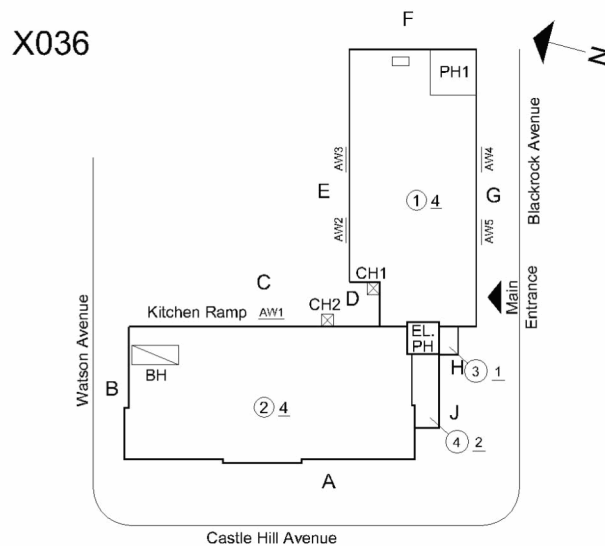 F
X036
N
PH1
AW3
AW4
Blackrock Avenue
E
G
① 4
AW2
AW5
CH1
C
D
Main
Entrance
Kitchen Ramp AW1
CH2
EL.
PH
Watson Avenue
BH
H
③ 1
B
② 4
J
④ 2
A
Castle Hill Avenue